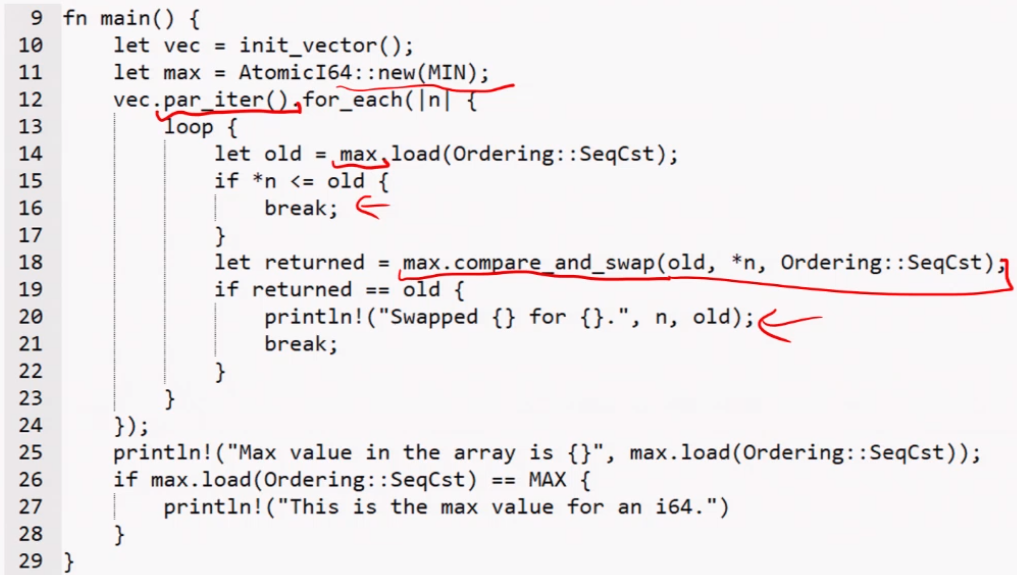 9 fn main() {
10     let vec = init_vector();
11     let max = AtomicI64::new(MIN);
12     vec.par_iter().for_each(|n| {
13         loop {
14             let old = max.load(Ordering::SeqCst);
15             if *n <= old {
16                 break;
17             }
18             let returned = max.compare_and_swap(old, *n, Ordering::SeqCst);
19             if returned == old {
20                 println!("Swapped {} for {}.", n, old);
21                 break;
22             }
23         }
24     });
25     println!("Max value in the array is {}", max.load(Ordering::SeqCst));
26     if max.load(Ordering::SeqCst) == MAX {
27         println!("This is the max value for an i64.")
28     }
29 }